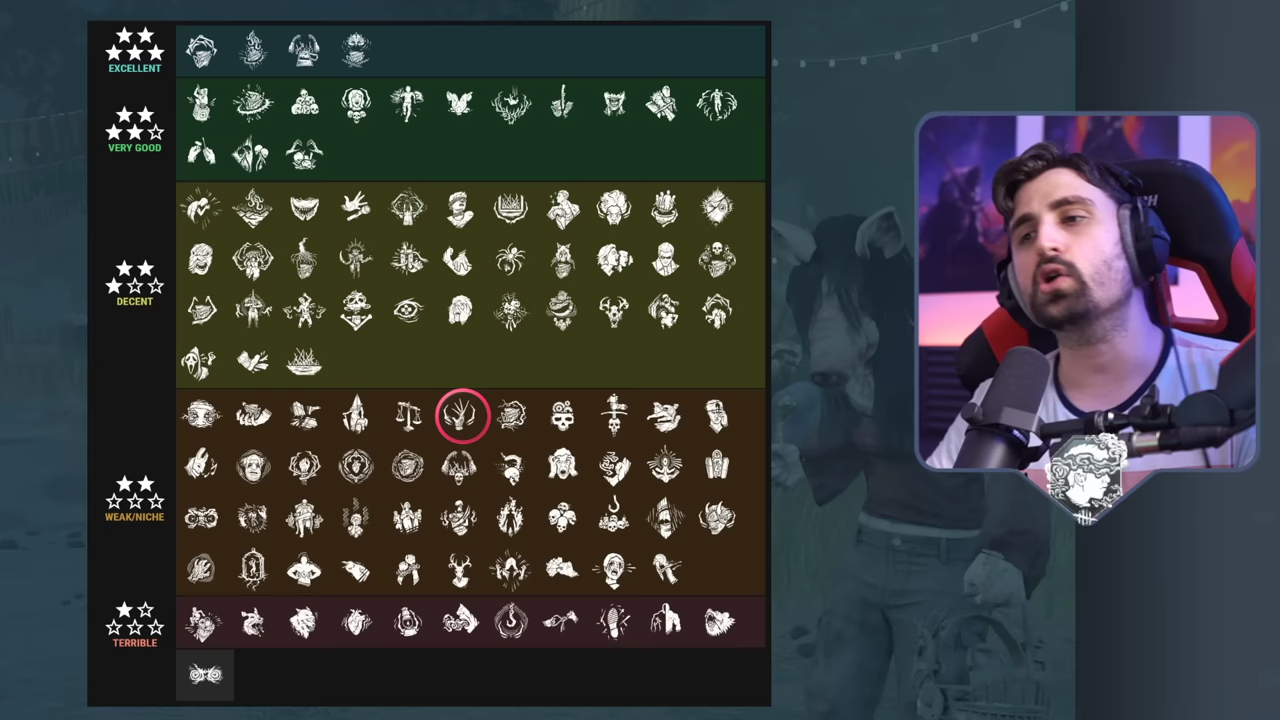 EXCELLENT
VERY GOOD
DECENT
WEAK/NICHE
TERRIBLE